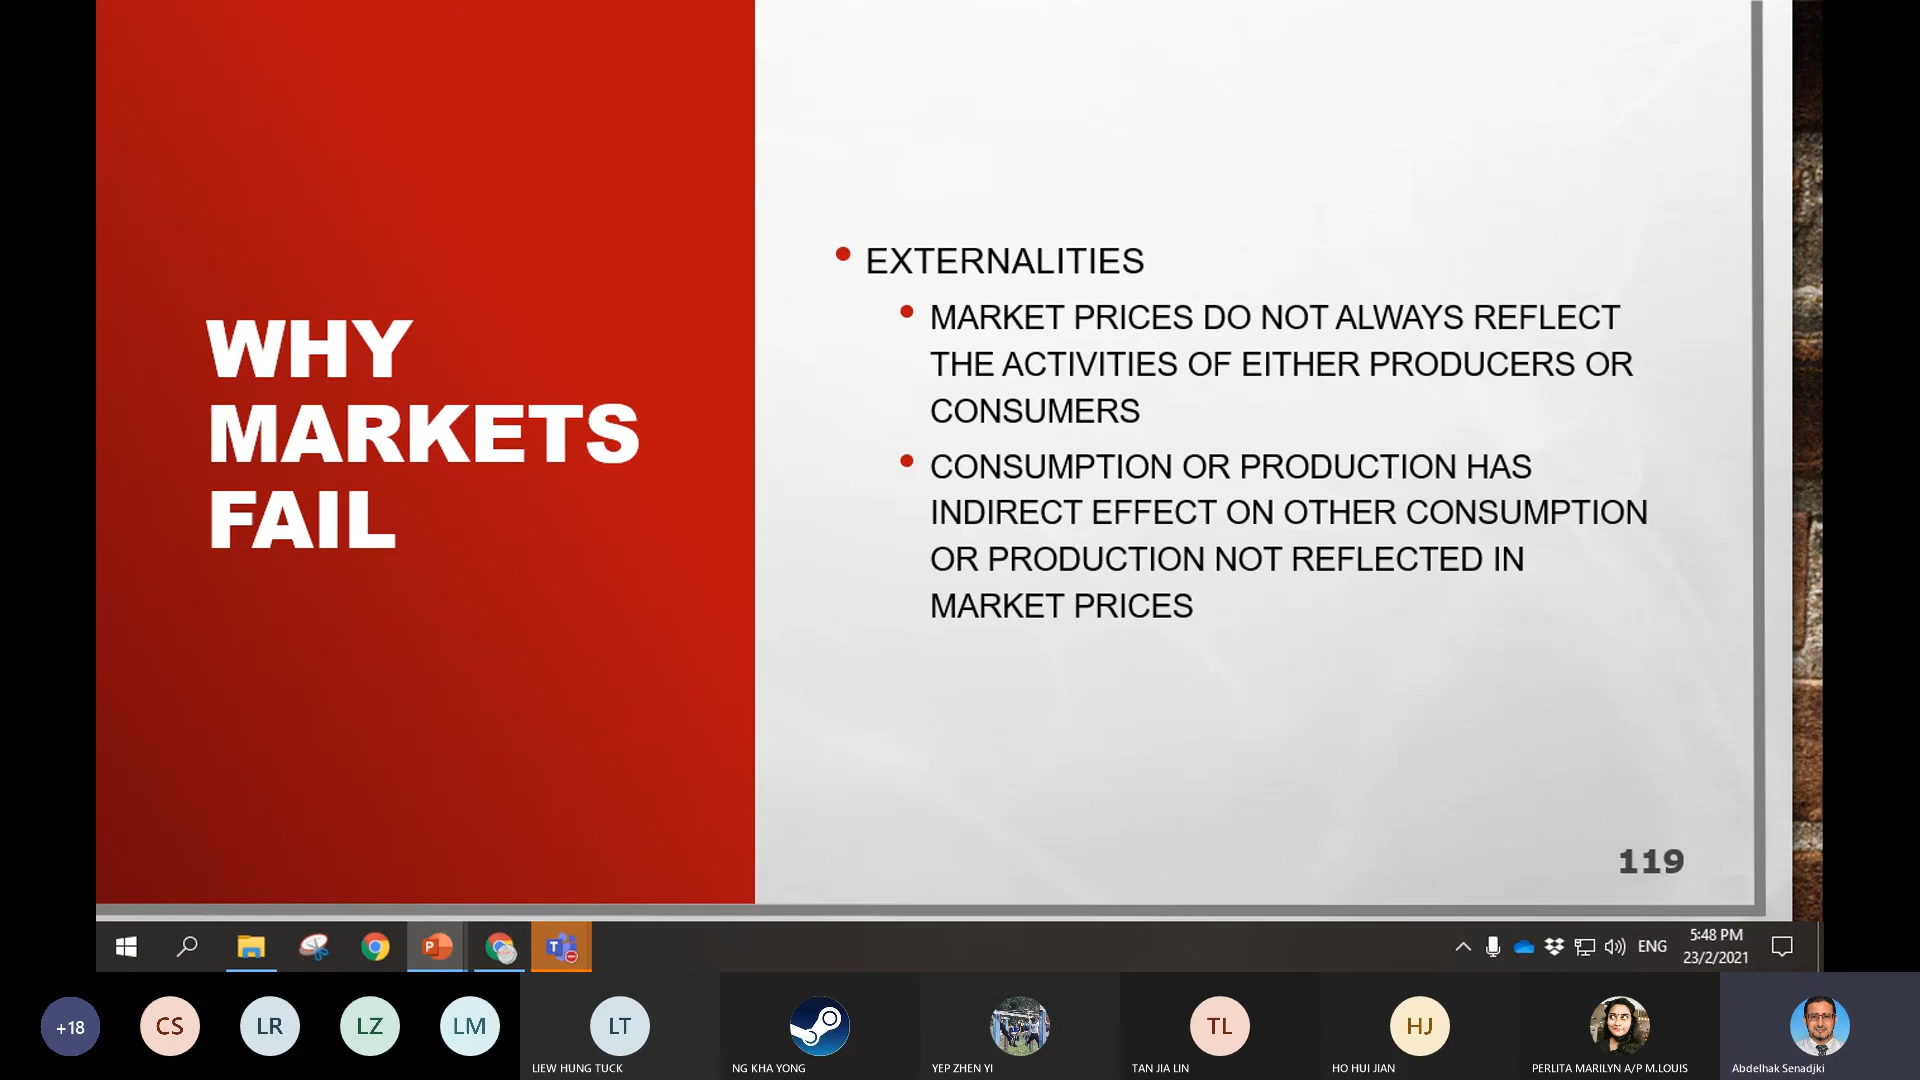 WHY
MARKETS
FAIL
EXTERNALITIES
MARKET PRICES DO NOT ALWAYS REFLECT
THE ACTIVITIES OF EITHER PRODUCERS OR
CONSUMERS
CONSUMPTION OR PRODUCTION HAS
INDIRECT EFFECT ON OTHER CONSUMPTION
OR PRODUCTION NOT REFLECTED IN
MARKET PRICES
119
ENG
5:48 PM
23/2/2021
+18
CS
LR
LZ
LM
LT
TL
HJ
LIEW HUNG TUCK
NG KHA YONG
YEP ZHEN YI
TAN JIA LIN
HO HUI JIAN
PERLITA MARILYN A/P M.LOUIS
Abdelhak Senadjki